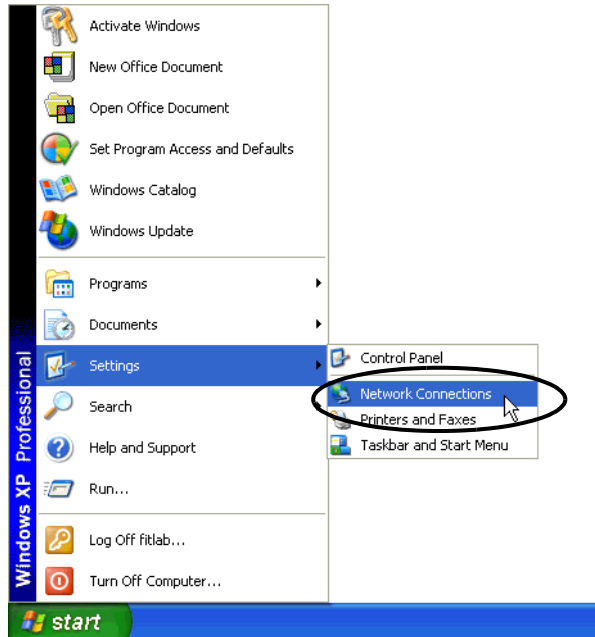 Activate Windows
New Office Document
Open Office Document
Set Program Access and Defaults
Windows Catalog
Windows Update
Programs
Documents
Settings
Search
Help and Support
Run...
Log Off fitlab...
Turn Off Computer...
Control Panel
Network Connections
Printers and Faxes
Taskbar and Start Menu
Windows XP Professional
start